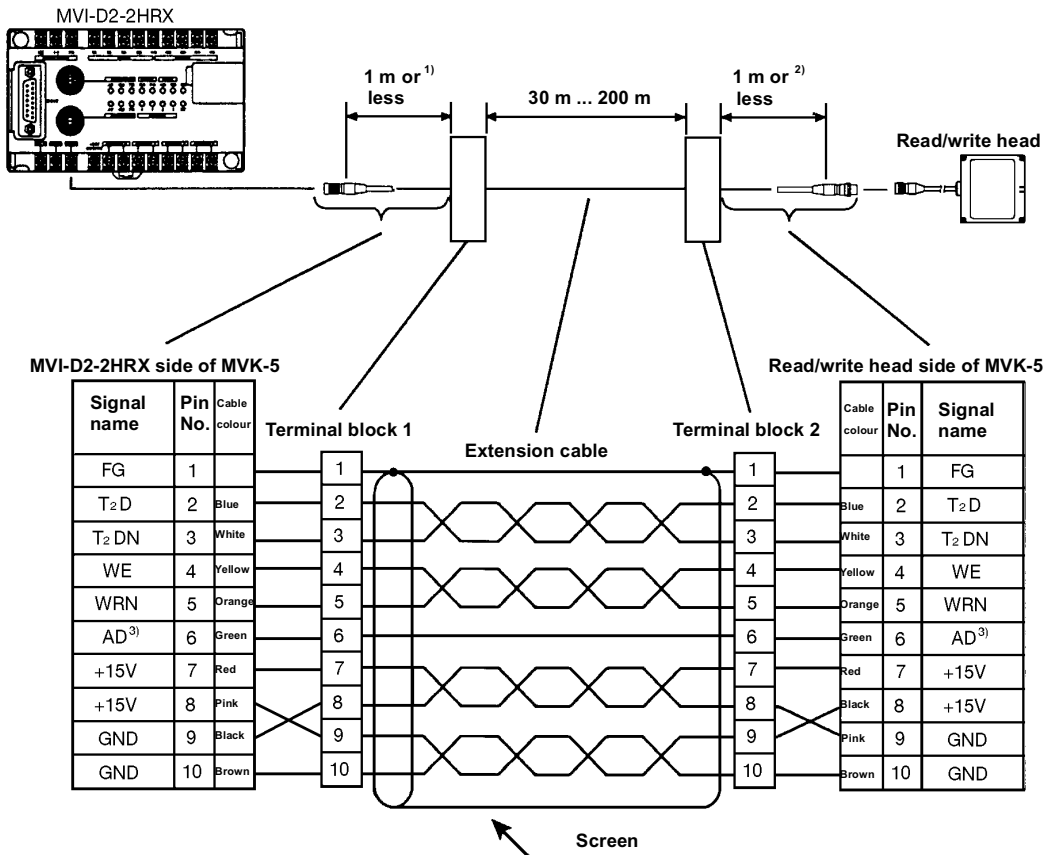 MVI-D2-2HRX
1 m or 1)
less
30 m ... 200 m
1 m or 2)
less
Read/write head
MVI-D2-2HRX side of MVK-5
Signal name Pin No. Cable colour
FG 1
T₂D 2 Blue
T₂DN 3 White
WE 4 Yellow
WRN 5 Orange
AD³⁾ 6 Green
+15V 7 Red
+15V 8 Pink
GND 9 Black
GND 10 Brown
Terminal block 1
1
2
3
4
5
6
7
8
9
10
Extension cable
Terminal block 2
1
2
3
4
5
6
7
8
9
10
Read/write head side of MVK-5
Cable colour Pin No. Signal name
1 FG
Blue 2 T₂D
White 3 T₂DN
Yellow 4 WE
Orange 5 WRN
Green 6 AD³⁾
Red 7 +15V
Black 8 +15V
Pink 9 GND
Brown 10 GND
Screen